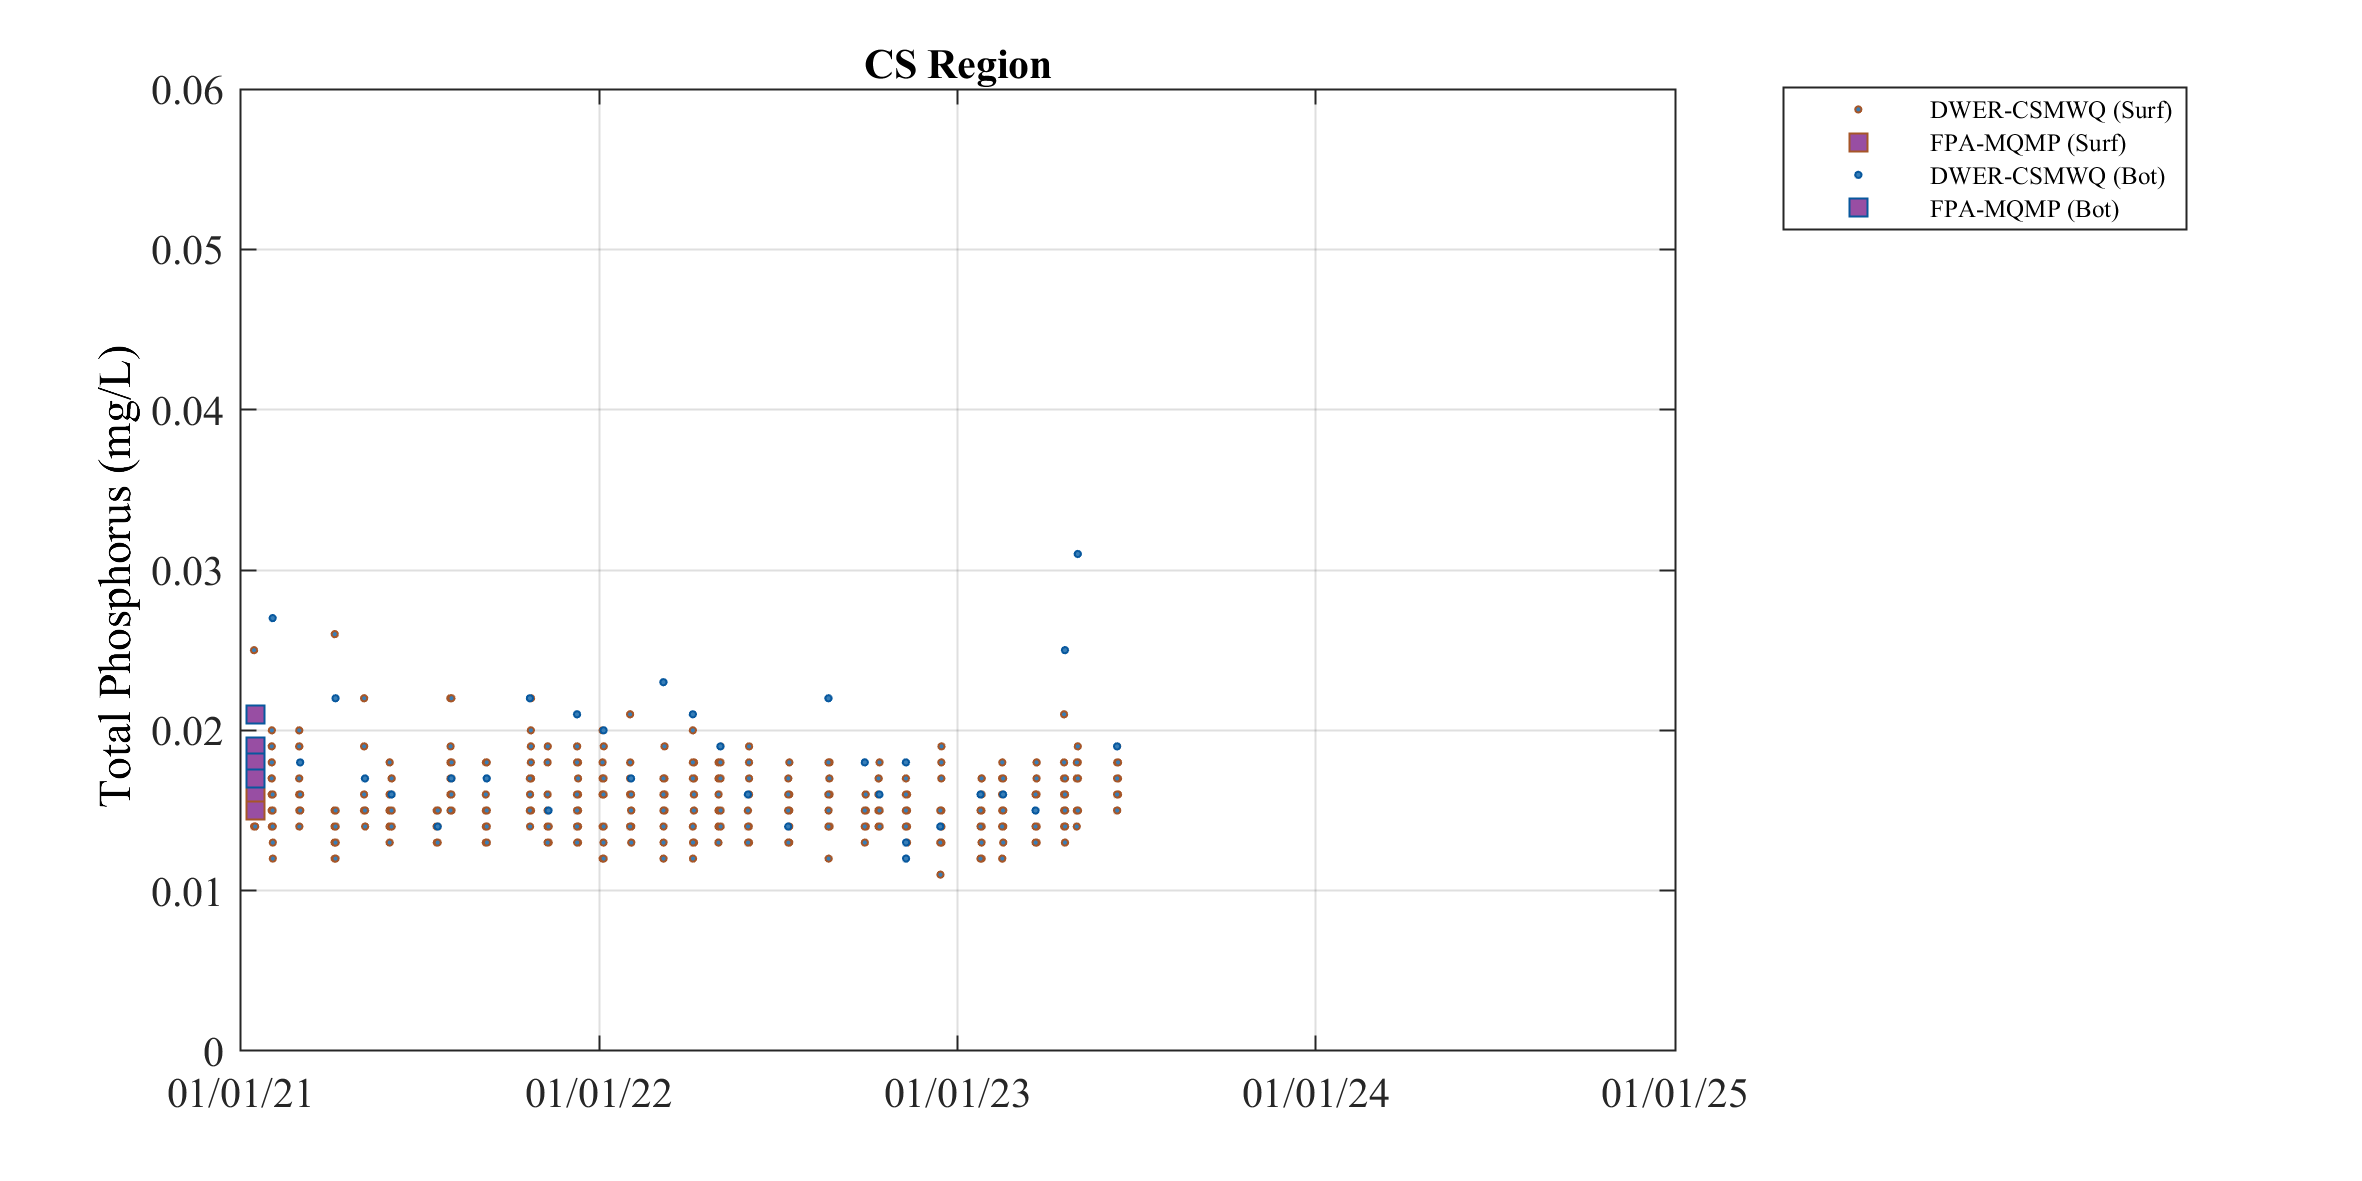 CS Region
0.06
0.05
0.04
0.03
0.02
0.01
0
Total Phosphorus (mg/L)
01/01/21
01/01/22
01/01/23
01/01/24
01/01/25
DWER-CSMWQ (Surf)
FPA-MQMP (Surf)
DWER-CSMWQ (Bot)
FPA-MQMP (Bot)